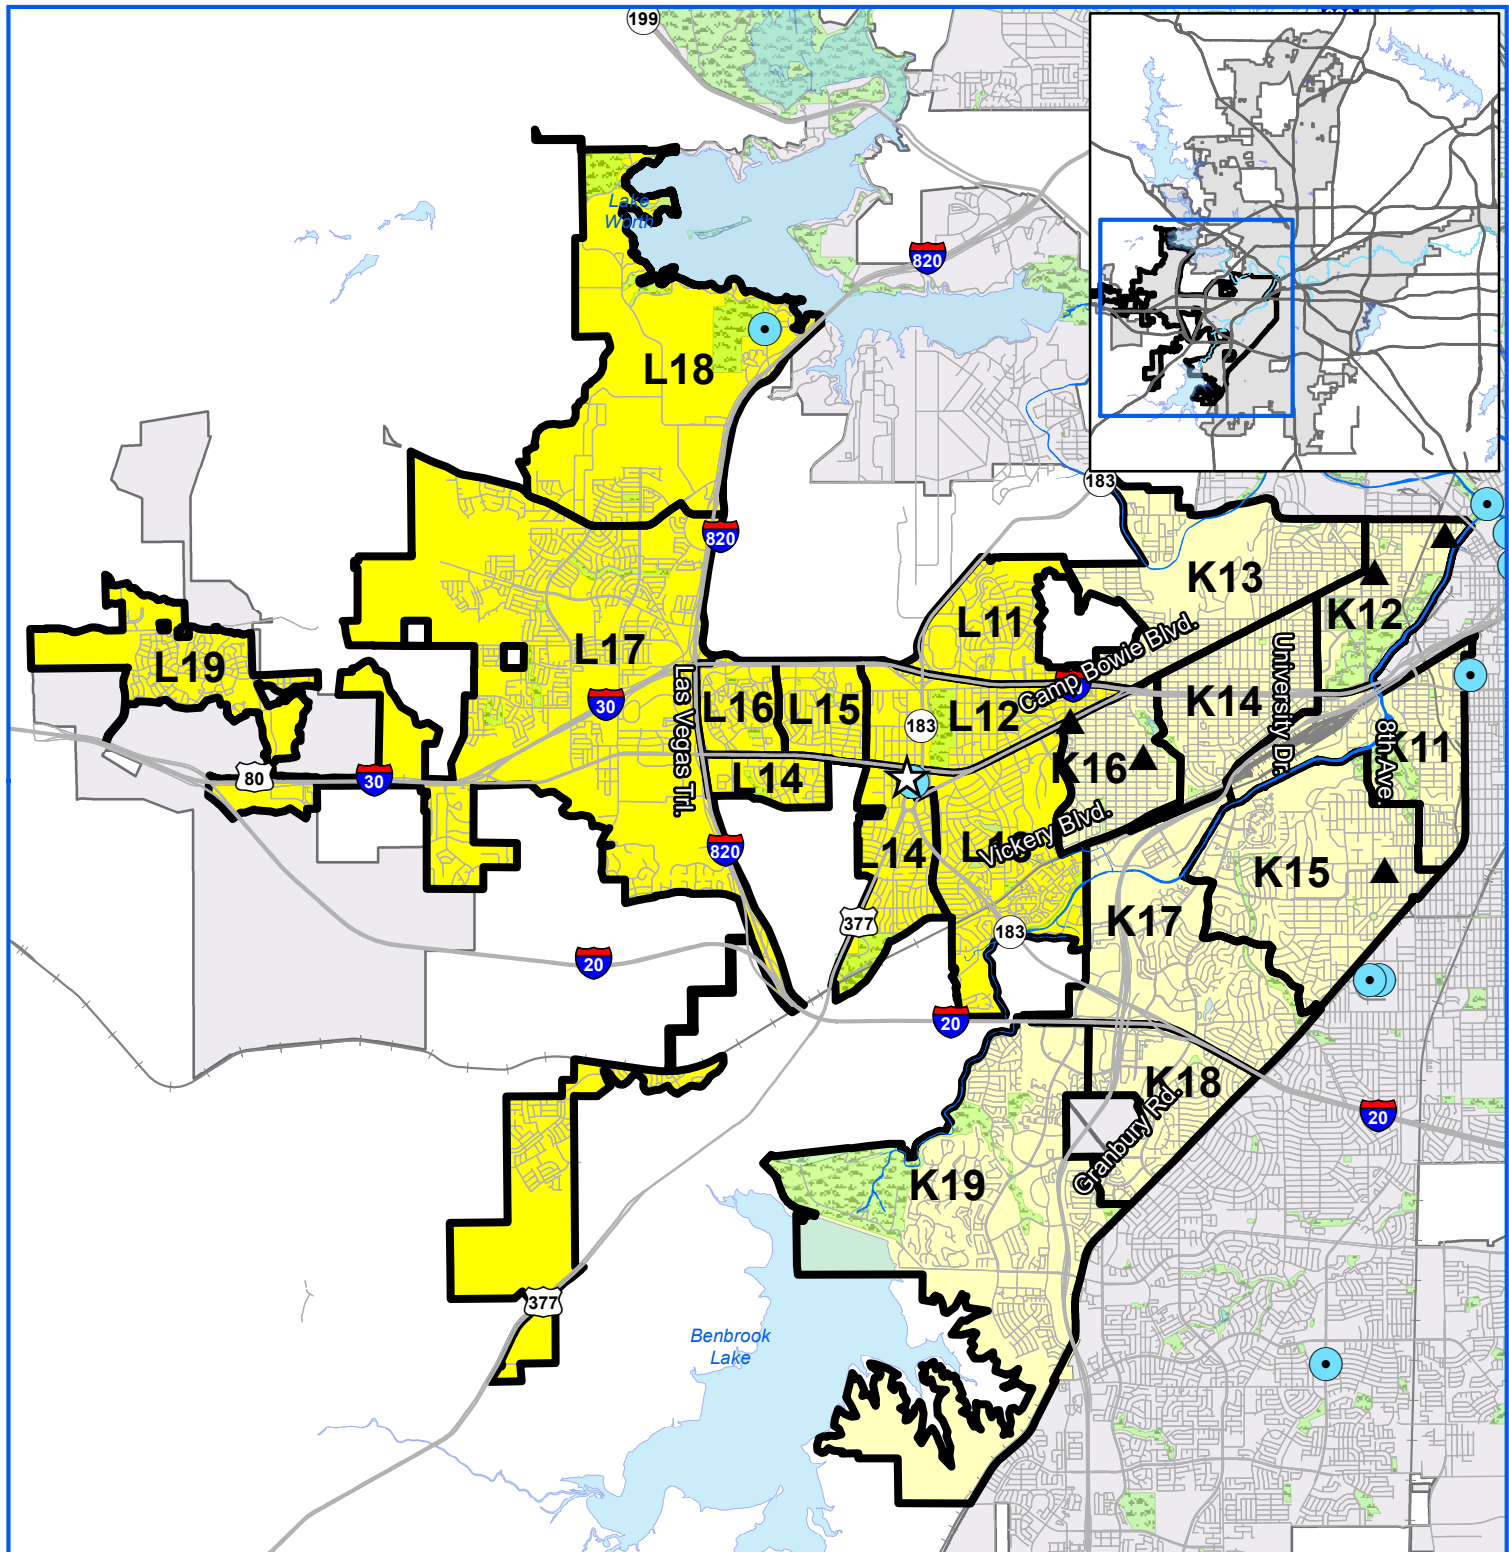 199
Lake
Worth
820
L18
183
820
K13
L11
K12
L19
L17
Camp Bowie Blvd.
University Dr.
Las Vegas Trl.
30
L16
L15
183
L12
K14
8th Ave.
K11
80
30
L14
K16
Vickery Blvd.
820
L14
K15
377
183
K17
20
20
K18
20
Granbury Rd.
K19
377
Benbrook
Lake